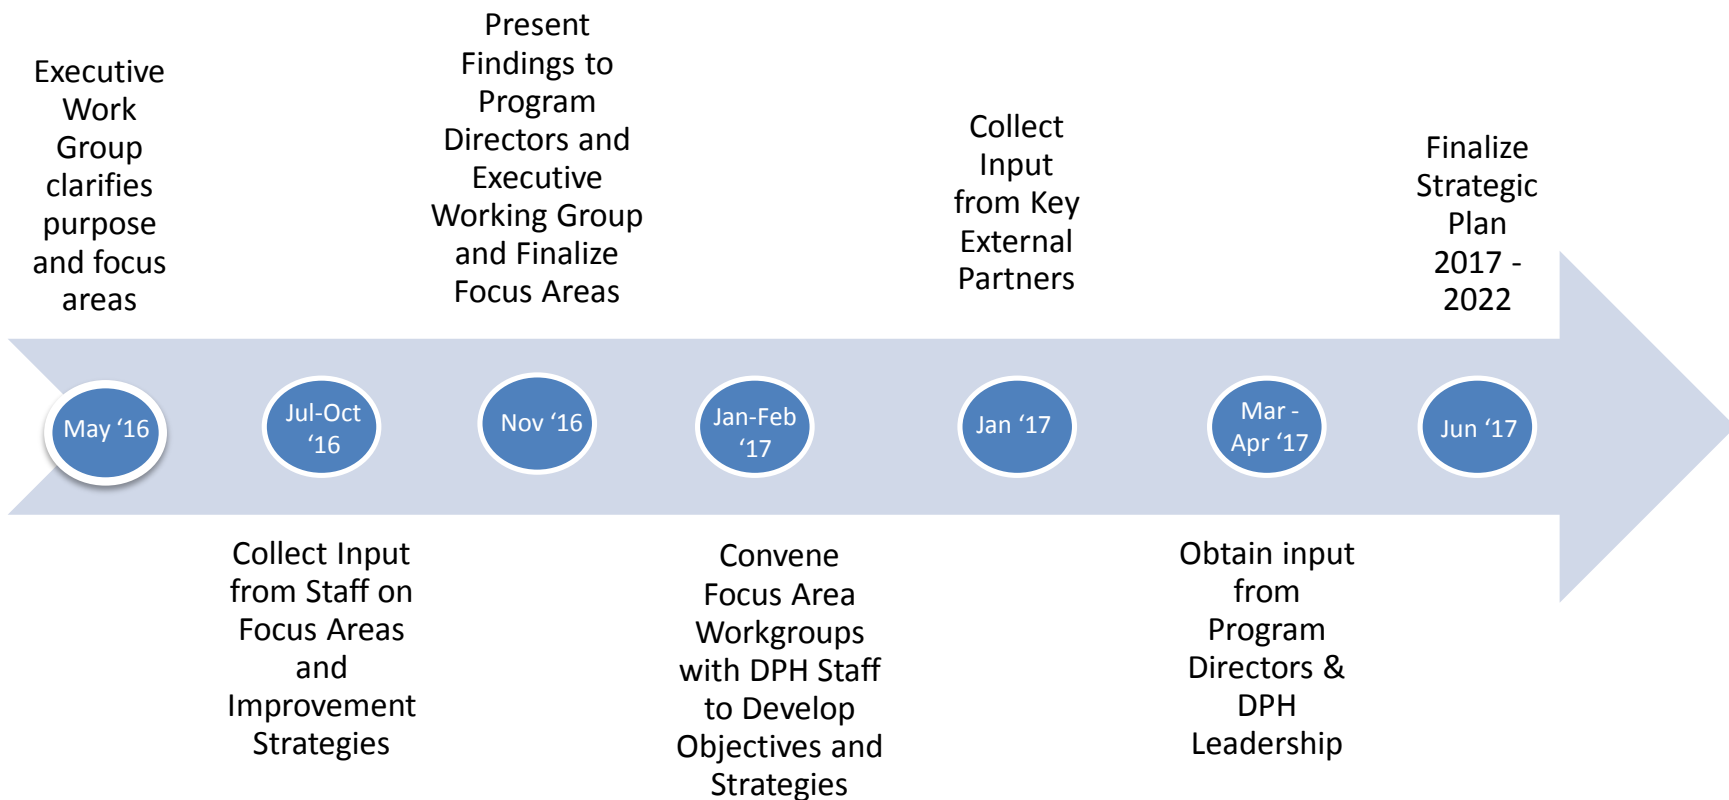 Executive
Work
Group
clarifies
purpose
and focus
areas
Present
Findings to
Program
Directors and
Executive
Working Group
and Finalize
Focus Areas
Collect
Input
from Key
External
Partners
Finalize
Strategic
Plan
2017 -
2022
May ‘16
Jul-Oct
‘16
Nov ‘16
Jan-Feb
‘17
Jan ‘17
Mar -
Apr ‘17
Jun ‘17
Collect Input
from Staff on
Focus Areas
and
Improvement
Strategies
Convene
Focus Area
Workgroups
with DPH Staff
to Develop
Objectives and
Strategies
Obtain input
from
Program
Directors &
DPH
Leadership